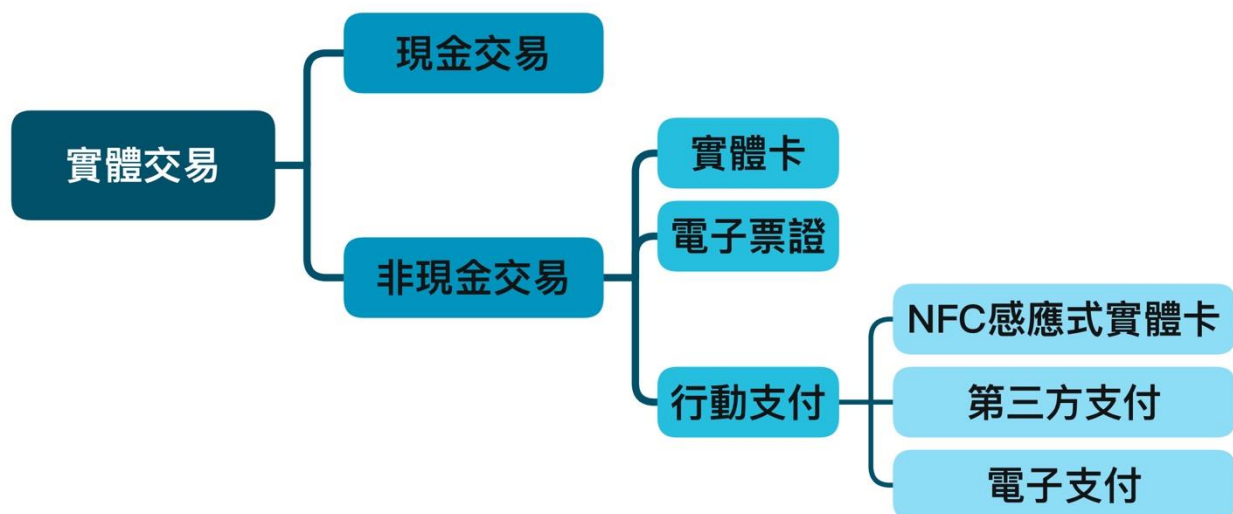 現金交易
實體交易
實體卡
電子票證
非現金交易
NFC感應式實體卡
行動支付
第三方支付
電子支付